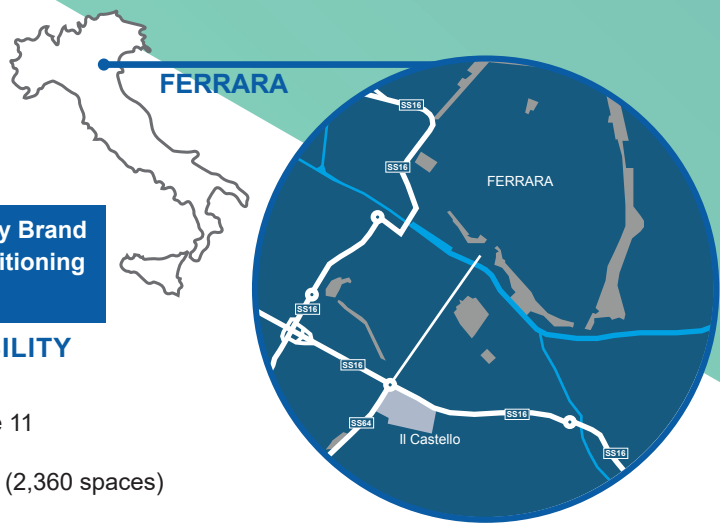 FERRARA
y Brand
itioning
ILITY
e 11
(2,360 spaces)
SS16
SS16
FERRARA
SS16
SS16
SS16
SS64
Il Castello
SS16